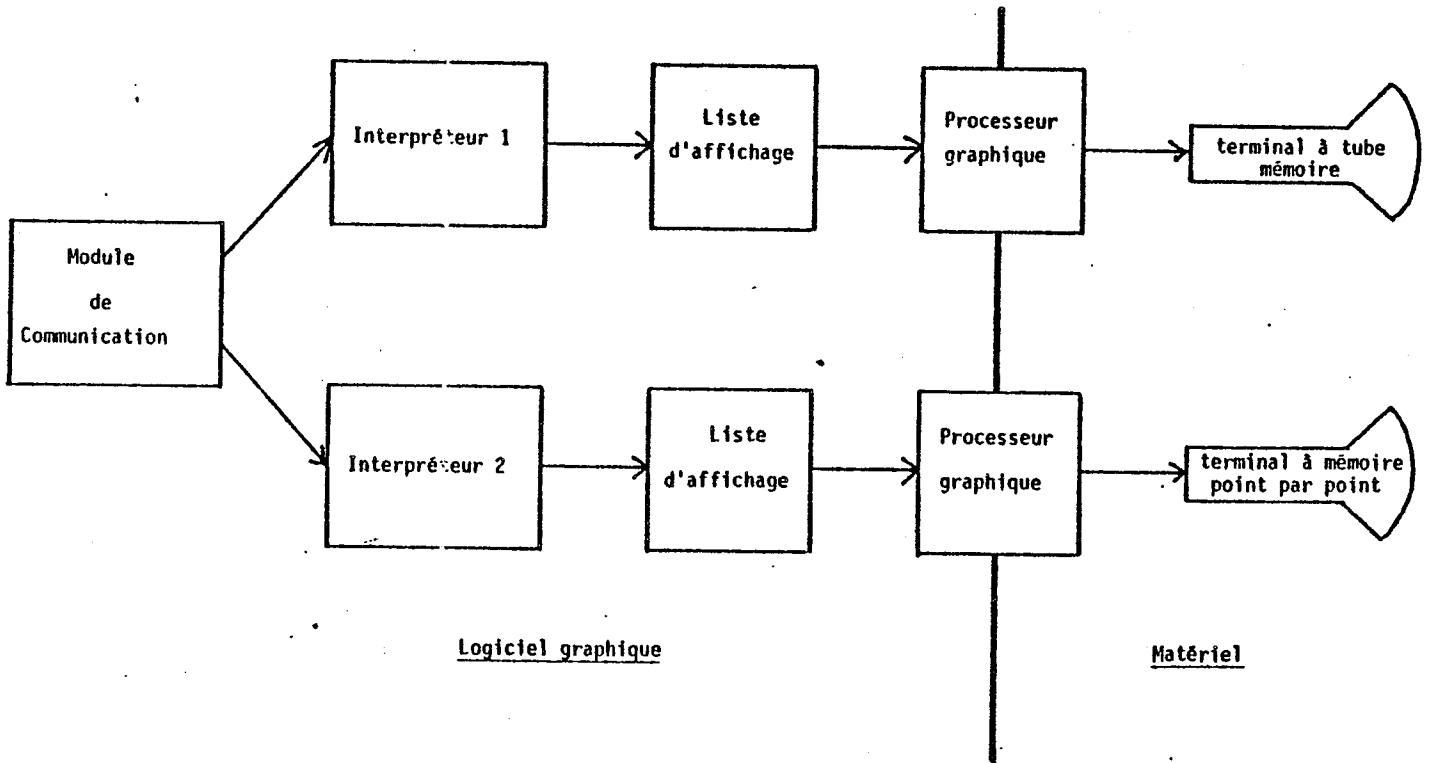 Interpréteur 1
Liste
d'affichage
Processeur
graphique
terminal à tube
mémoire
Module
de
Communication
Interpréteur 2
Liste
d'affichage
Processeur
graphique
terminal à mémoire
point par point
Logiciel graphique
Matériel